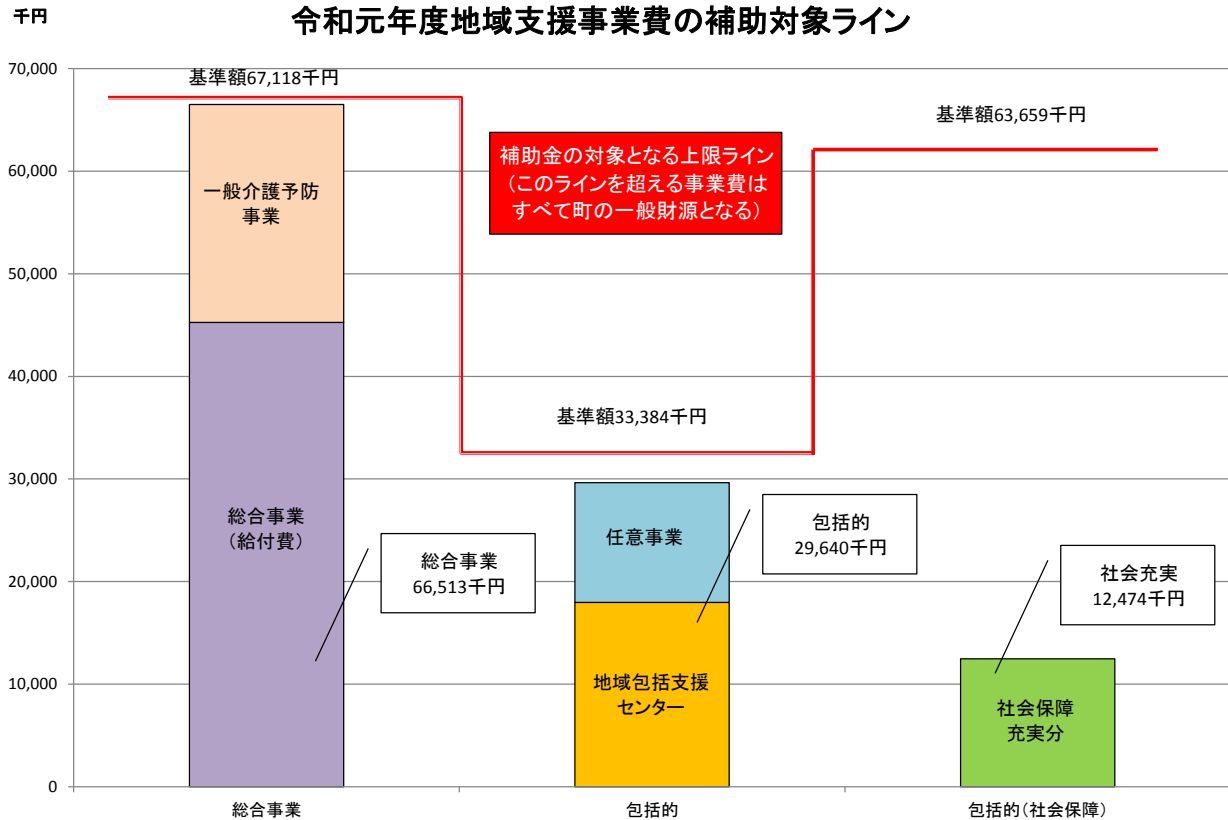 千円
令和元年度地域支援事業費の補助対象ライン
70,000
60,000
50,000
40,000
30,000
20,000
10,000
0
基準額67,118千円
基準額33,384千円
基準額63,659千円
補助金の対象となる上限ライン
（このラインを超える事業費は
すべて町の一般財源となる）
一般介護予防
事業
総合事業
（給付費）
総合事業
66,513千円
任意事業
地域包括支援
センター
包括的
29,640千円
社会充実
12,474千円
社会保障
充実分
総合事業
包括的
包括的（社会保障）